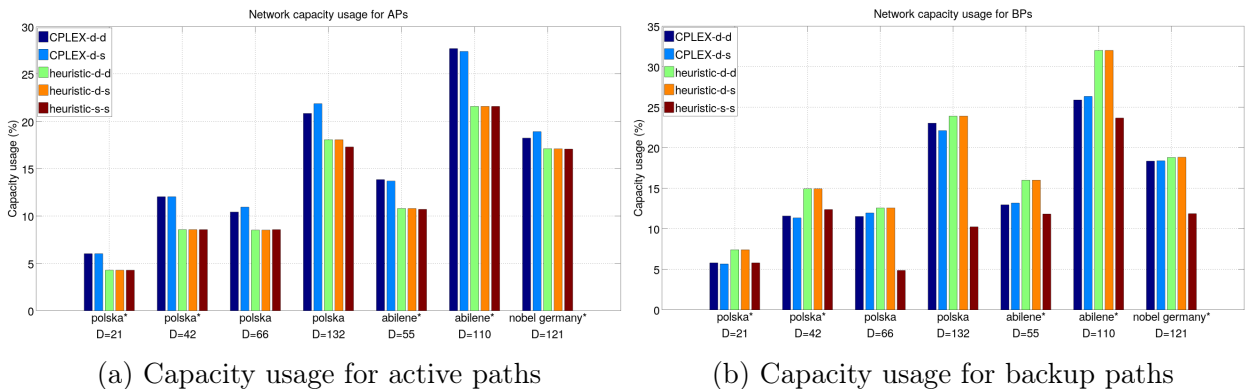 Network capacity usage for APs
Capacity usage (%)
30
25
20
15
10
5
0
CPLEX-d-d
CPLEX-d-s
heuristic-d-d
heuristic-d-s
heuristic-s-s
polska* polska* polska polska abilene* abilene* nobel germany*
D=21 D=42 D=66 D=132 D=55 D=110 D=121
(a) Capacity usage for active paths
Network capacity usage for BPs
Capacity usage (%)
35
30
25
20
15
10
5
0
CPLEX-d-d
CPLEX-d-s
heuristic-d-d
heuristic-d-s
heuristic-s-s
polska* polska* polska polska abilene* abilene* nobel germany*
D=21 D=42 D=66 D=132 D=55 D=110 D=121
(b) Capacity usage for backup paths